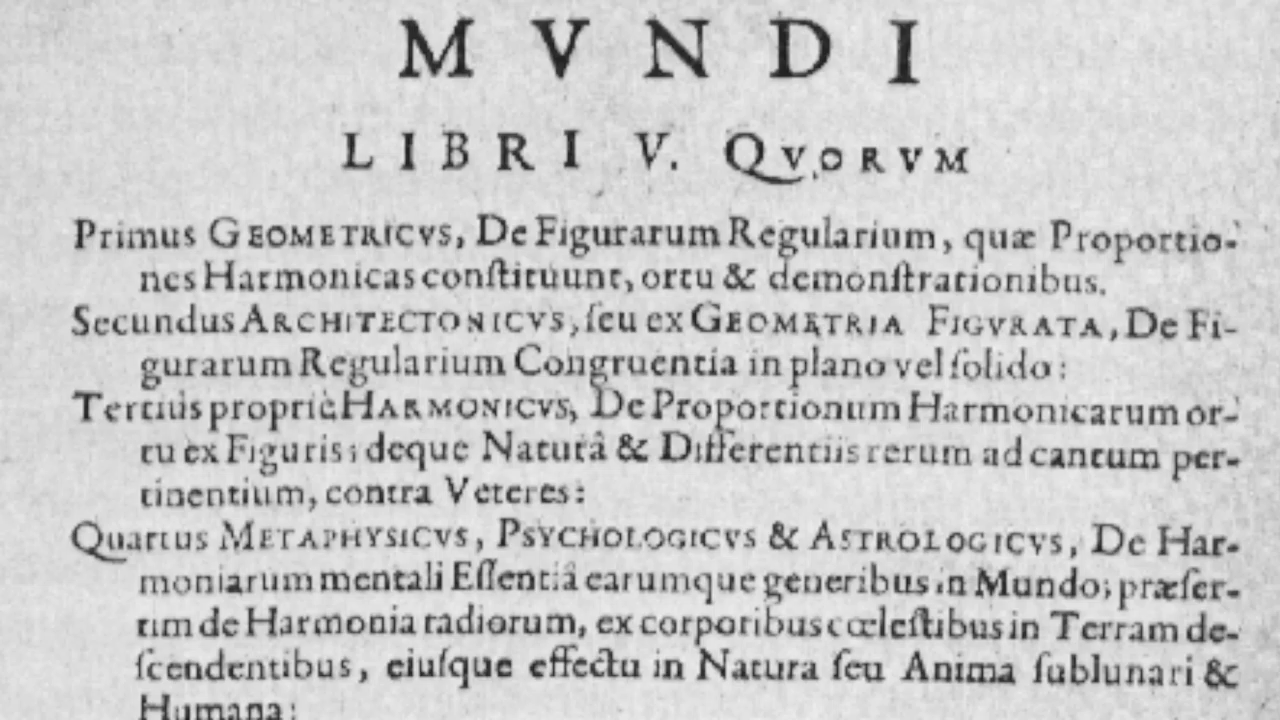 MVNDI
LIBRI V. QVORVM
Primus GEOMETRICVS, De Figurarum Regularium, quæ Proportio-
nes Harmonicas conſtituunt, ortu & demonſtrationibus.
Secundus ARCHITECTONICVS, ſeu ex GEOMETRIA FIGVRATA, De Fi-
gurarum Regularium Congruentia in plano vel ſolido:
Tertius propriè HARMONICVS, De Proportionum Harmonicarum or-
tu ex Figuris; deque Naturâ & Differentiis rerum ad cantum per-
tinentium, contra Veteres:
Quartus METAPHYSICVS, PSYCHOLOGICVS & ASTROLOGICVS, De Har-
moniarum mentali Eſſentiâ earumque generibus in Mundo; præſer-
tim de Harmonia radiorum, ex corporibus cœleſtibus in Terram de-
ſcendentibus, eiuſque effectu in Natura ſeu Anima ſublunari &
Humana: